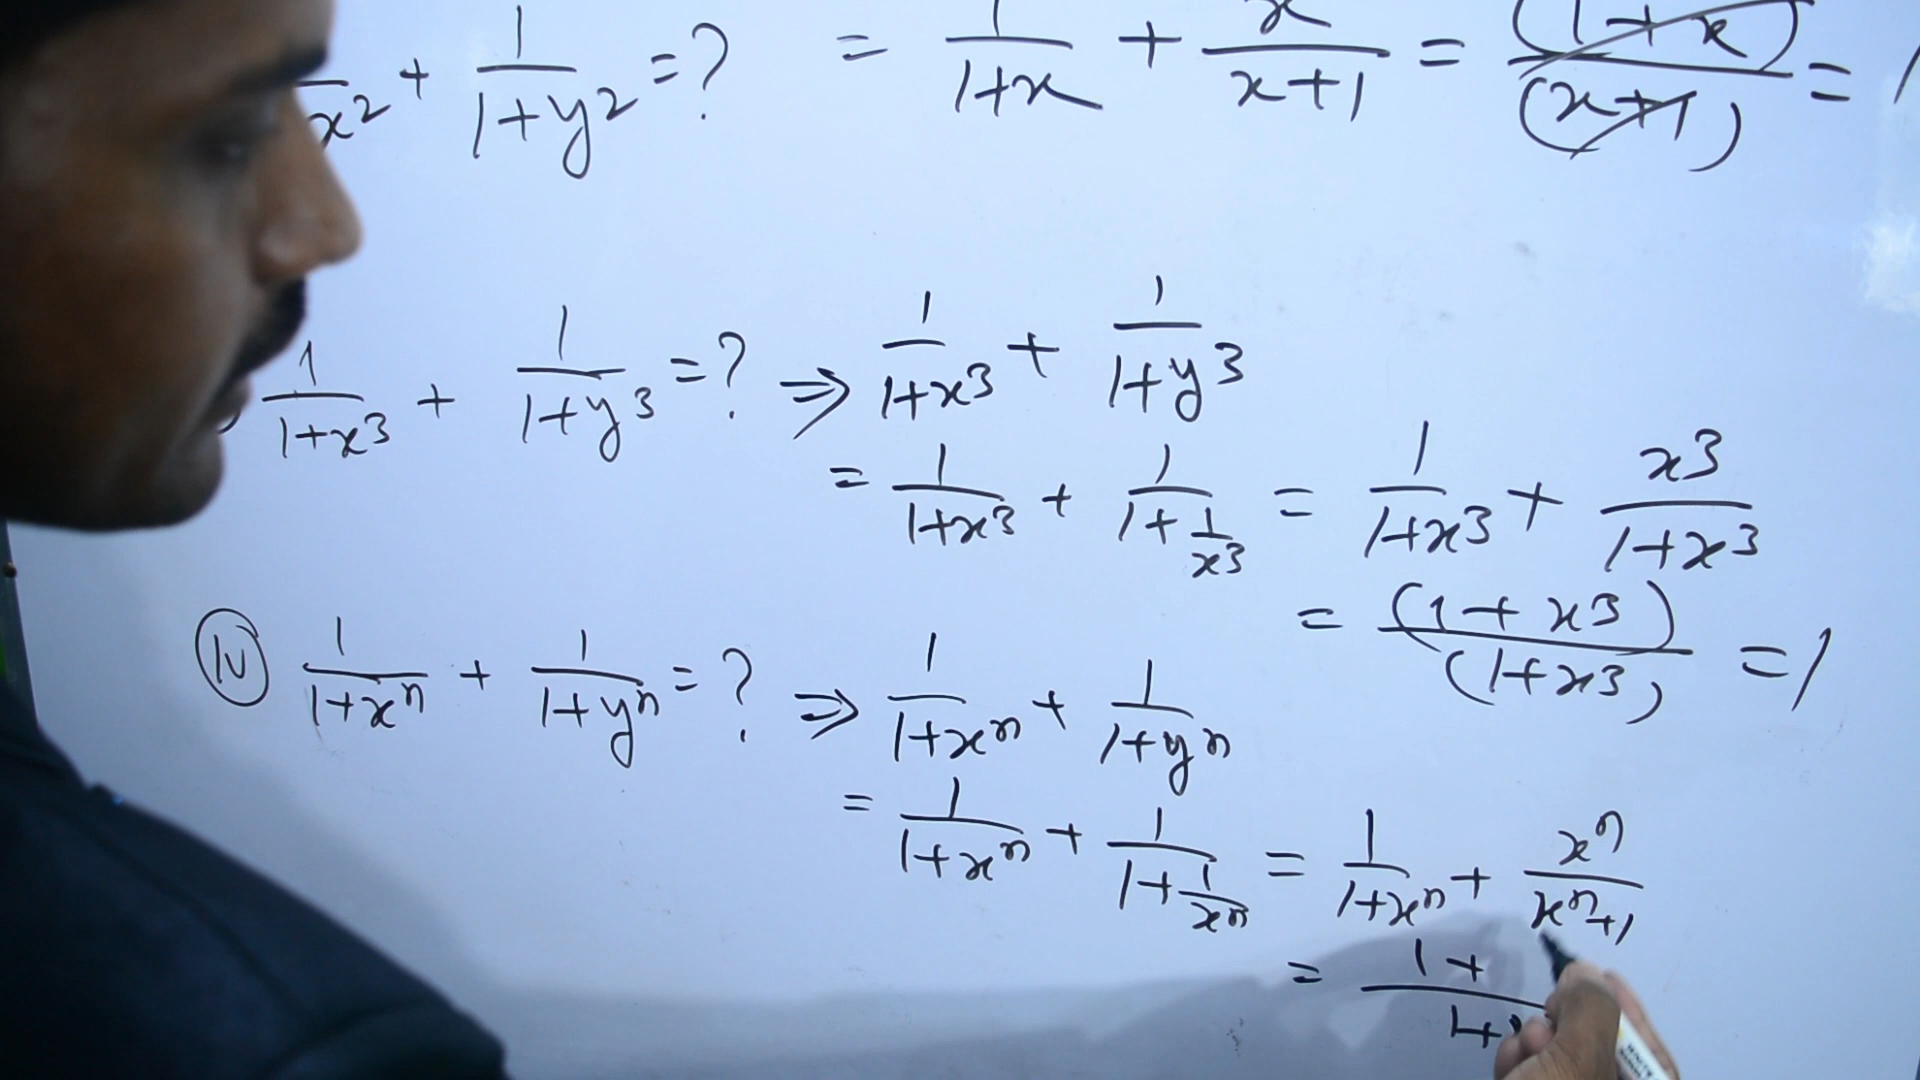 x² + 1/(1+y²) = ? = 1/(1+x) + x/(x+1) = (1+x)/(x+1) = 1
1/(1+x³) + 1/(1+y³) = ? ⇒ 1/(1+x³) + 1/(1+y³)
= 1/(1+x³) + 1/(1+1/x³) = 1/(1+x³) + x³/(1+x³)
= (1+x³)/(1+x³) = 1
(iv) 1/(1+xⁿ) + 1/(1+yⁿ) = ? ⇒ 1/(1+xⁿ) + 1/(1+yⁿ)
= 1/(1+xⁿ) + 1/(1+1/xⁿ) = 1/(1+xⁿ) + xⁿ/(xⁿ+1)
= 1+/1+